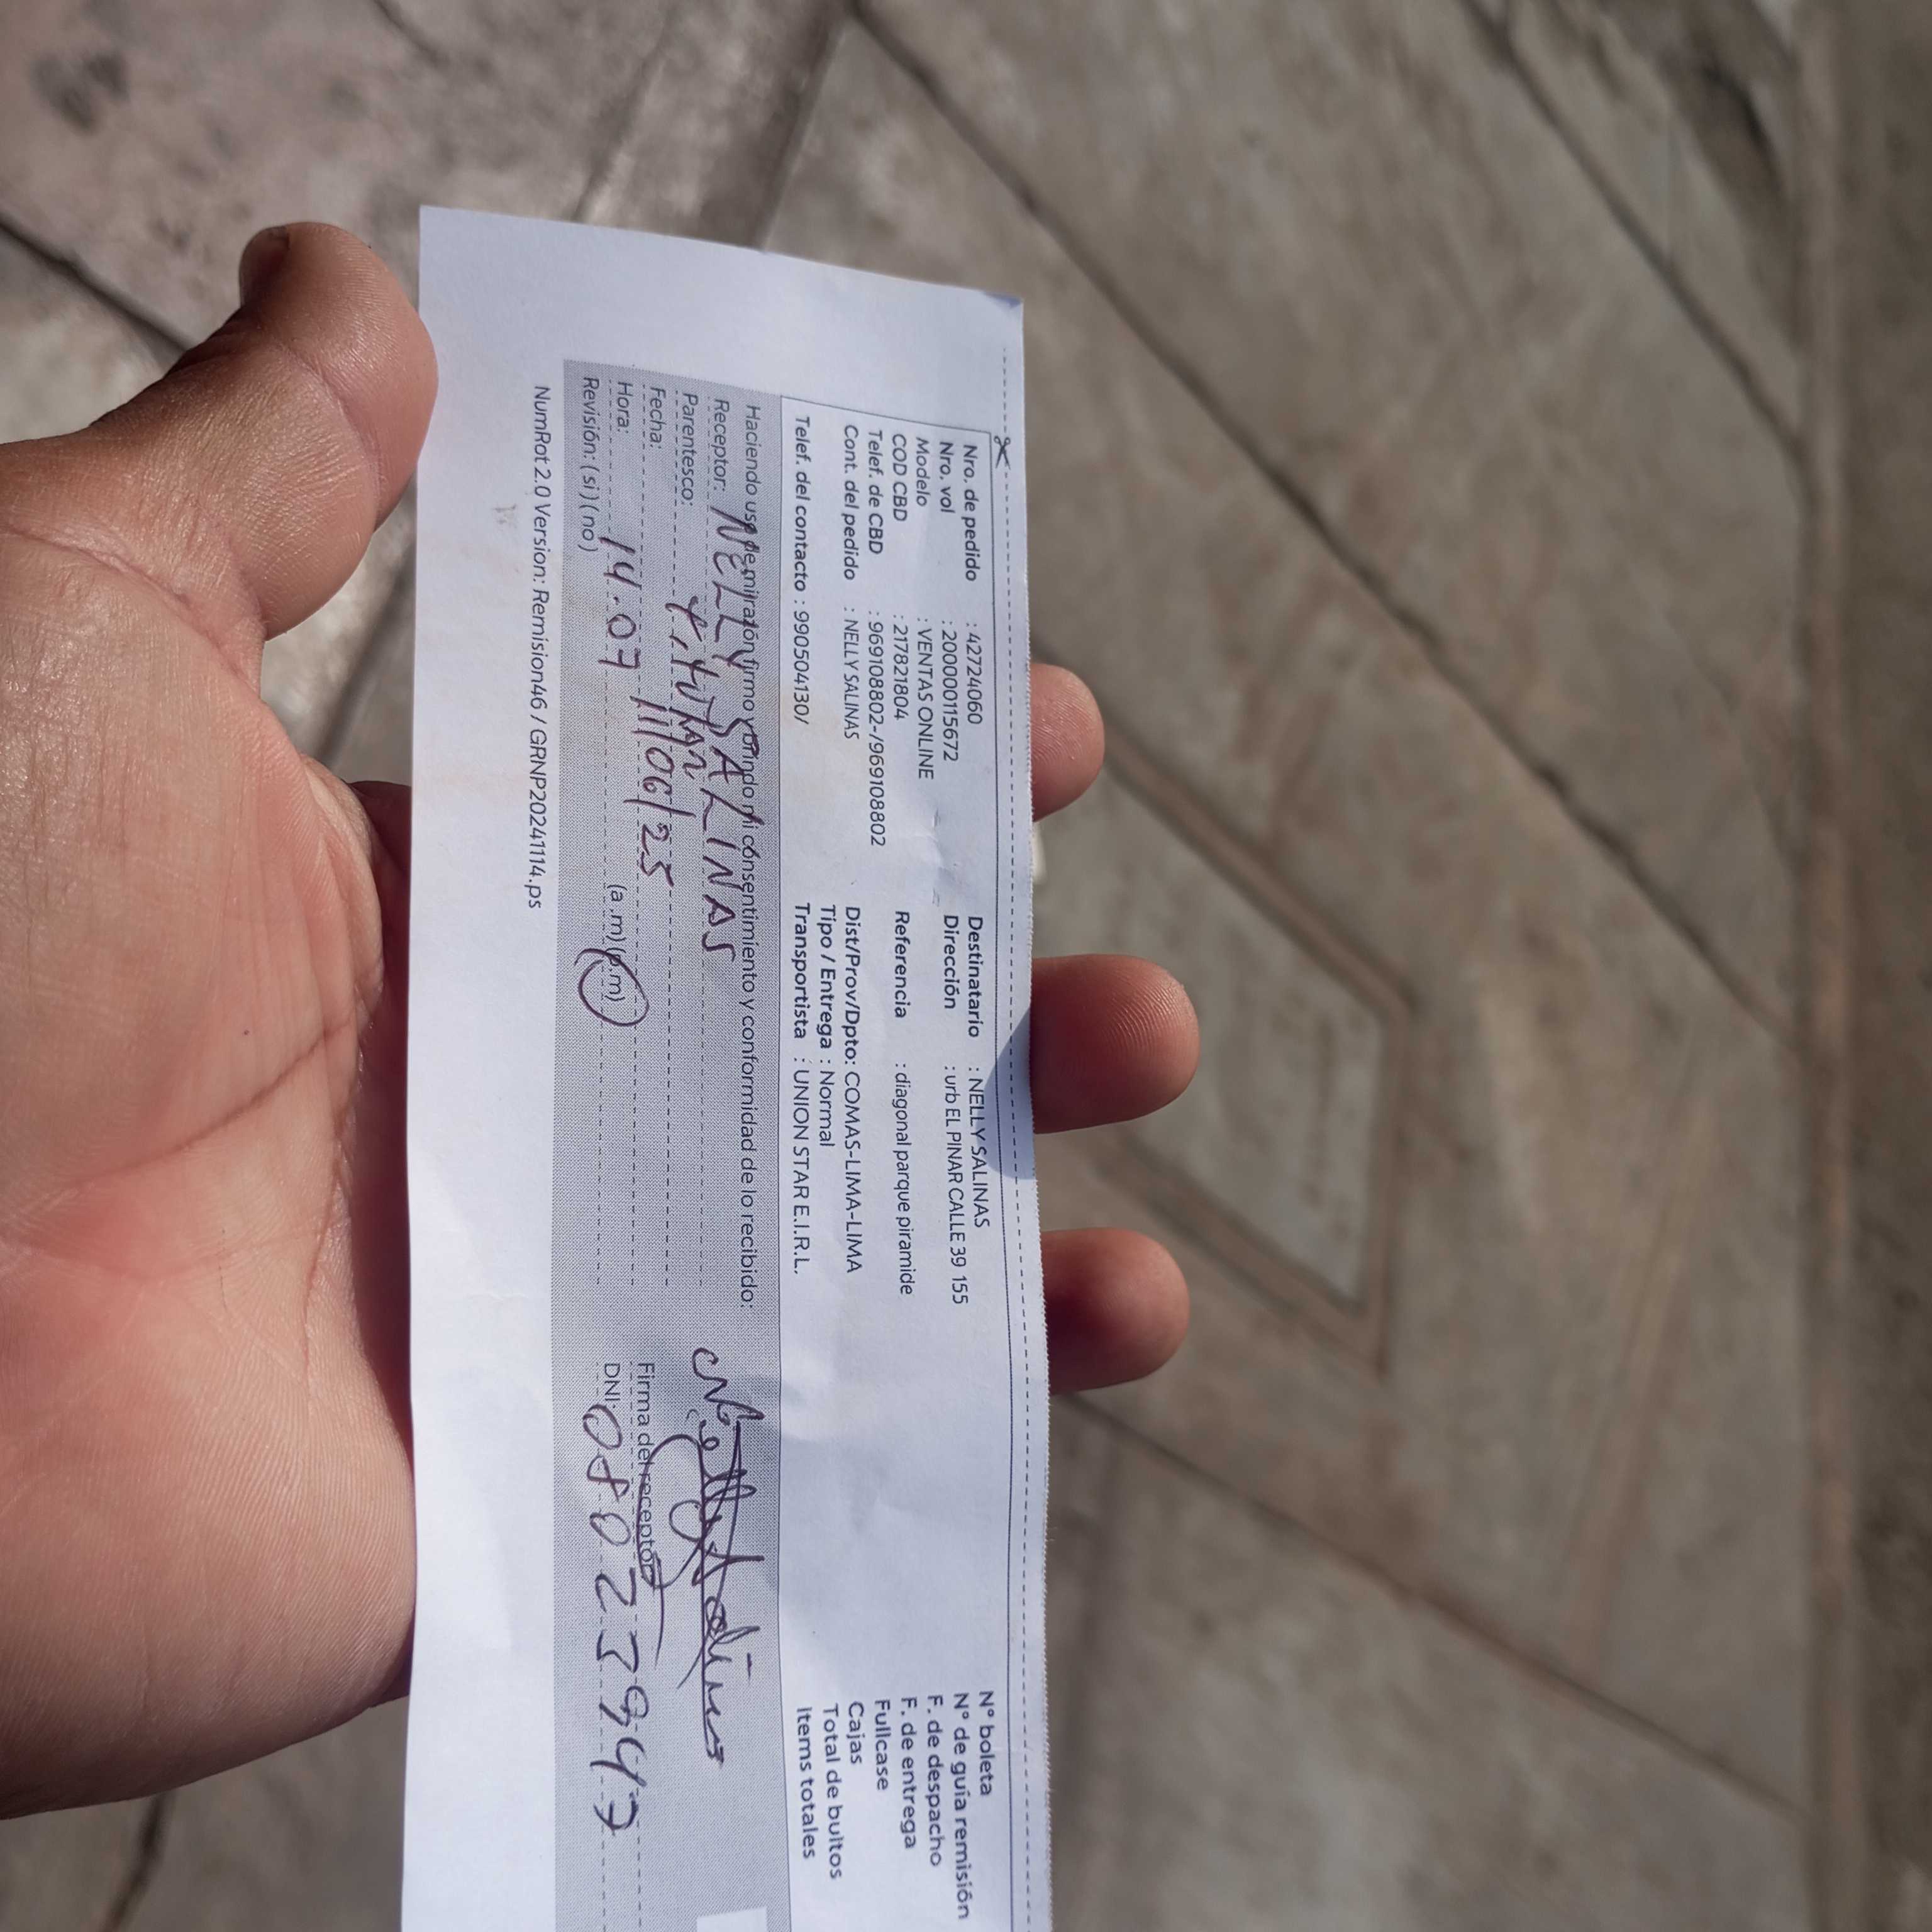 Nro. de pedido : 42724060
Nro. vol : 20000115672
Modelo : VENTAS ONLINE
COD CBD : 217821804
Telef. de CBD : 969108802-/969108802
Cont. del pedido : NELLY SALINAS
Telef. del contacto : 990504130/
Destinatario : NELLY SALINAS
Dirección : urb EL PINAR CALLE 39 155
Referencia : diagonal parque piramide
Dist/Prov/Dpto: COMAS-LIMA-LIMA
Tipo / Entrega : Normal
Transportista : UNION STAR E.I.R.L.
N° boleta
N° de guía remisión
F. de despacho
F. de entrega
Fullcase
Cajas
Total de bultos
Items totales
Haciendo uso de mi razón firmo y brindo mi consentimiento y conformidad de lo recibido:
Receptor: NELLY SALINAS
Parentesco: titular
Fecha: 11/06/25
Hora: 14.07 (a.m) (p.m)
Revisión: ( si ) ( no )
Firma del receptor
DNI: 08023947
NumRot 2.0 Version: Remision46 / GRNP20241114.ps